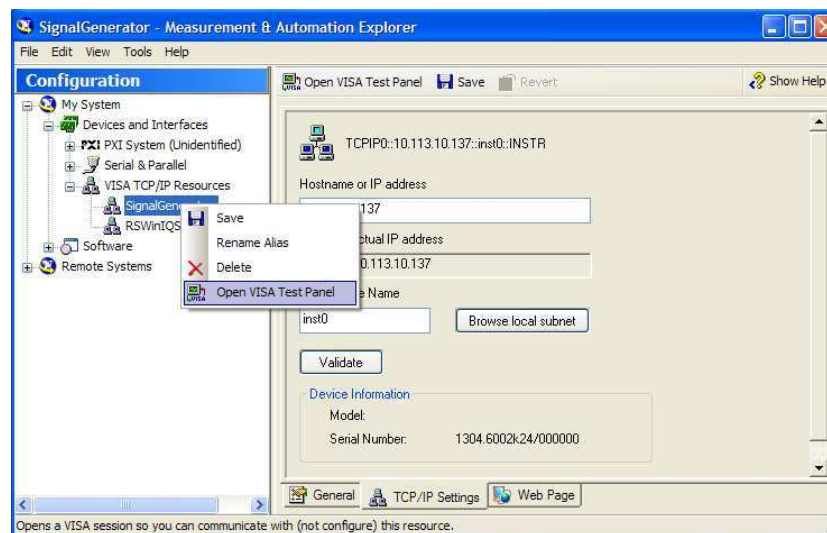 SignalGenerator - Measurement & Automation Explorer
File Edit View Tools Help
Configuration
Open VISA Test Panel Save Revert Show Help
My System
Devices and Interfaces
PXI PXI System (Unidentified)
Serial & Parallel
VISA TCP/IP Resources
SignalGenerator
RSWinIQS
Software
Remote Systems
Save
Rename Alias
Delete
Open VISA Test Panel
TCPIP0::10.113.10.137::inst0::INSTR
Hostname or IP address
137
IP address
0.113.10.137
Name
inst0
Browse local subnet
Validate
Device Information
Model:
Serial Number: 1304.6002k24/000000
General TCP/IP Settings Web Page
Opens a VISA session so you can communicate with (not configure) this resource.